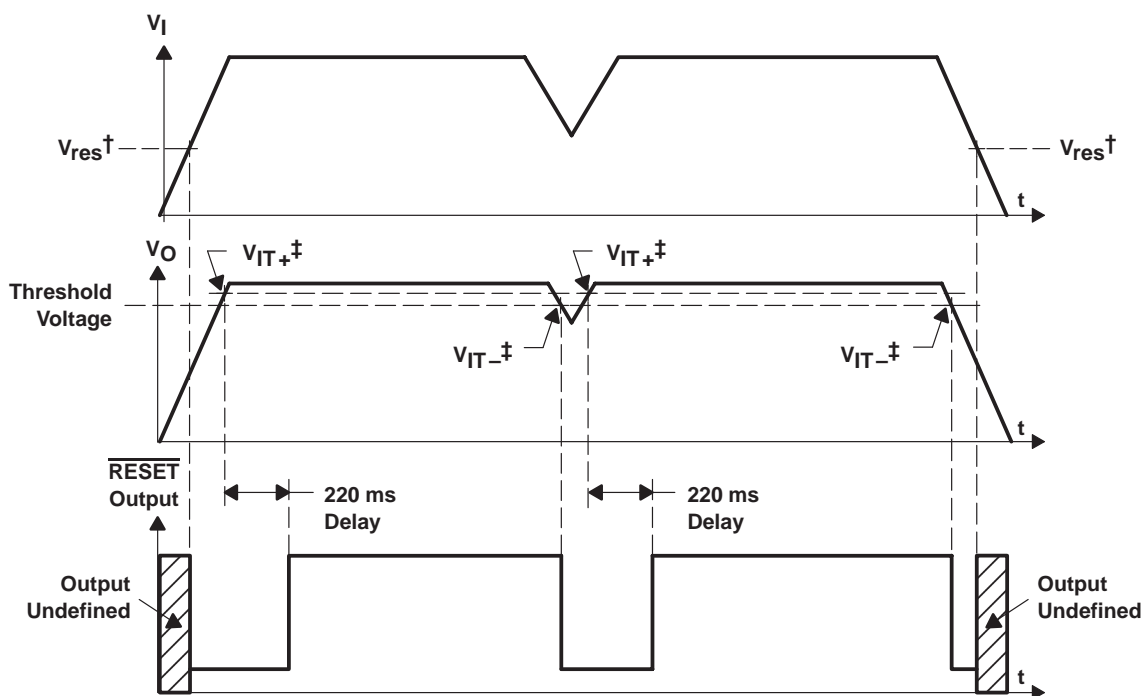 VI
Vres†
Vres†
t
VO
VIT+‡
VIT+‡
Threshold
Voltage
VIT–‡
VIT–‡
t
RESET
Output
220 ms
Delay
220 ms
Delay
Output
Undefined
Output
Undefined
t